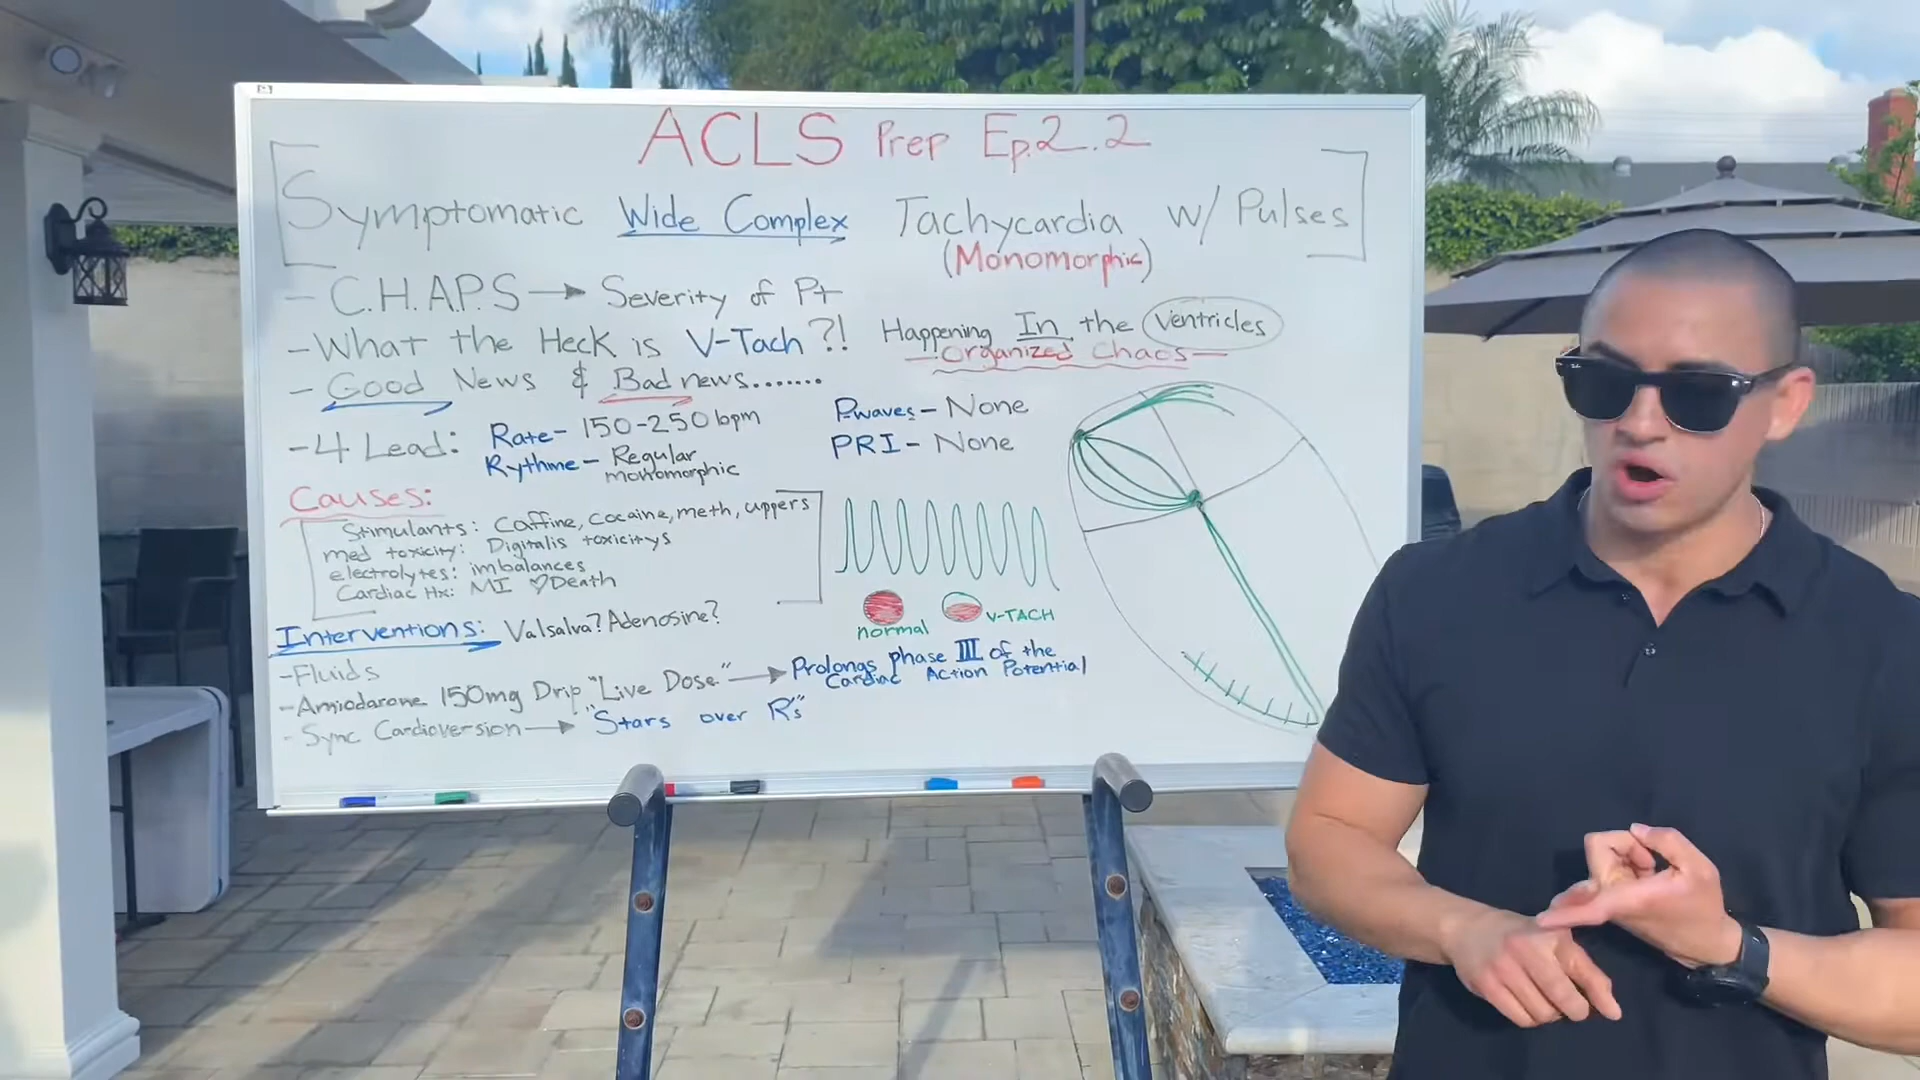 ACLS Prep Ep. 2.2
Symptomatic Wide Complex Tachycardia w/ Pulses
(Monomorphic)
- C.H.A.P.S → Severity of Pt
- What the Heck is V-Tach?! Happening In the Ventricles
- Organized Chaos -
- Good News & Bad news.......
- 4 Lead: Rate - 150-250 bpm
Rythme - Regular
monomorphic
P-waves - None
PRI - None
Causes:
Stimulants: Caffine, cocaine, meth, uppers
med toxicity: Digitalis toxicitys
electrolytes: imbalances
Cardiac Hx: MI ♡Death
normal
V-TACH
Interventions: Valsalva? Adenosine?
- Fluids
- Amiodarone 150mg Drip "Live Dose" → Prolongs phase III of the
Cardiac Action Potential
- Sync Cardioversion → "Stars over R's"